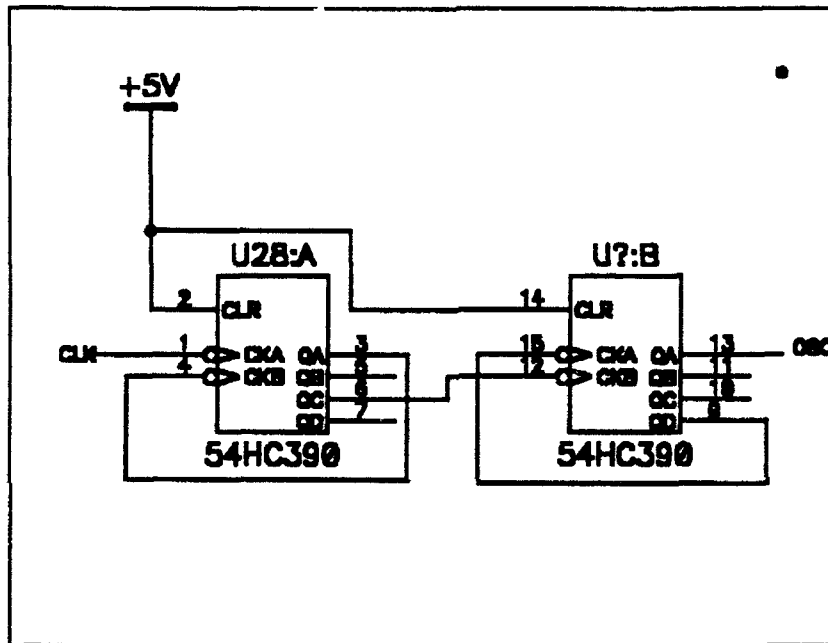 +5V
U28:A
U?:B
2 CLR
14 CLR
1 CKA QA 3
4 CKB QB 5
QC 6
QD 7
15 CKA QA 13
12 CKB QB 11
QC 10
QD 9
54HC390
54HC390